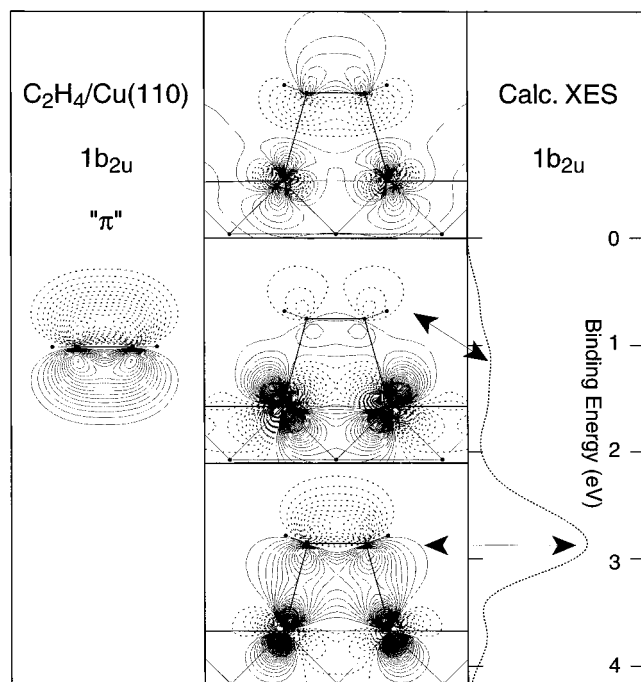 C₂H₄/Cu(110)
1b₂ᵤ
"π"
Calc. XES
1b₂ᵤ
0
1
2
3
4
Binding Energy (eV)